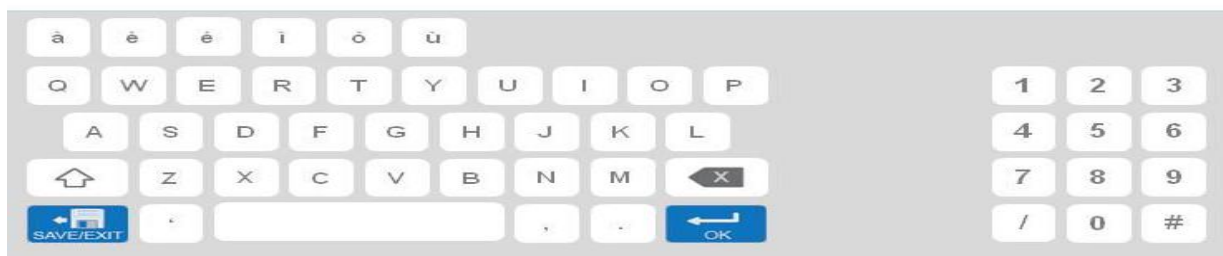 à è é ì ò ù
Q W E R T Y U I O P 1 2 3
A S D F G H J K L 4 5 6
Z X C V B N M X 7 8 9
SAVE/EXIT ' , . OK / 0 #